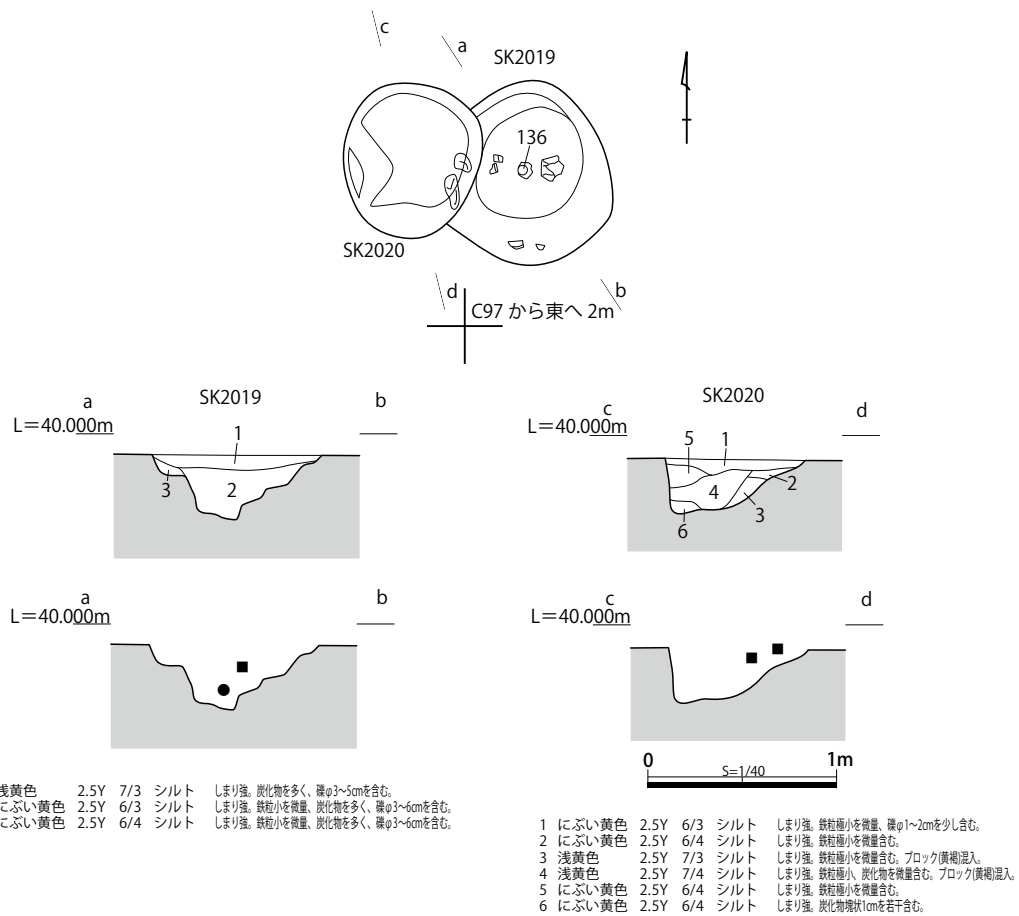 c
a
SK2019
136
SK2020
d
b
C97 から東へ 2m
a
SK2019
b
L＝40.000m
1
3
2
c
SK2020
d
L＝40.000m
5
1
4
2
3
6
a
b
L＝40.000m
c
d
L＝40.000m
0
1m
S=1/40
浅黄色 2.5Y 7/3 シルト しまり強。炭化物を多く、礫φ3～5cmを含む。
にぶい黄色 2.5Y 6/3 シルト しまり強。鉄粒小を微量、炭化物を多く、礫φ3～6cmを含む。
にぶい黄色 2.5Y 6/4 シルト しまり強。鉄粒小を微量、炭化物を多く、礫φ3～6cmを含む。
1 にぶい黄色 2.5Y 6/3 シルト しまり強。鉄粒極小を微量、礫φ1～2cmを少し含む。
2 にぶい黄色 2.5Y 6/4 シルト しまり強。鉄粒極小を微量含む。
3 浅黄色 2.5Y 7/3 シルト しまり強。鉄粒極小を微量含む。ブロック(黄褐)混入。
4 浅黄色 2.5Y 7/4 シルト しまり強。鉄粒極小、炭化物を微量含む。ブロック(黄褐)混入。
5 にぶい黄色 2.5Y 6/4 シルト しまり強。鉄粒極小を微量含む。
6 にぶい黄色 2.5Y 6/4 シルト しまり強。炭化物塊状1cmを若干含む。